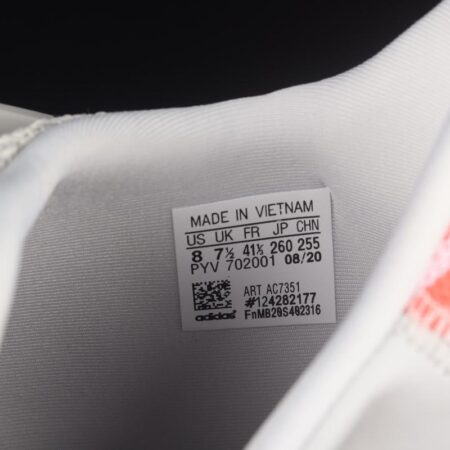 MADE IN VIETNAM
US UK FR JP CHN
8 7½ 41⅓ 260 255
PYV 702001 08/20
ART AC7351
#124282177
adidas FnMB20S402316